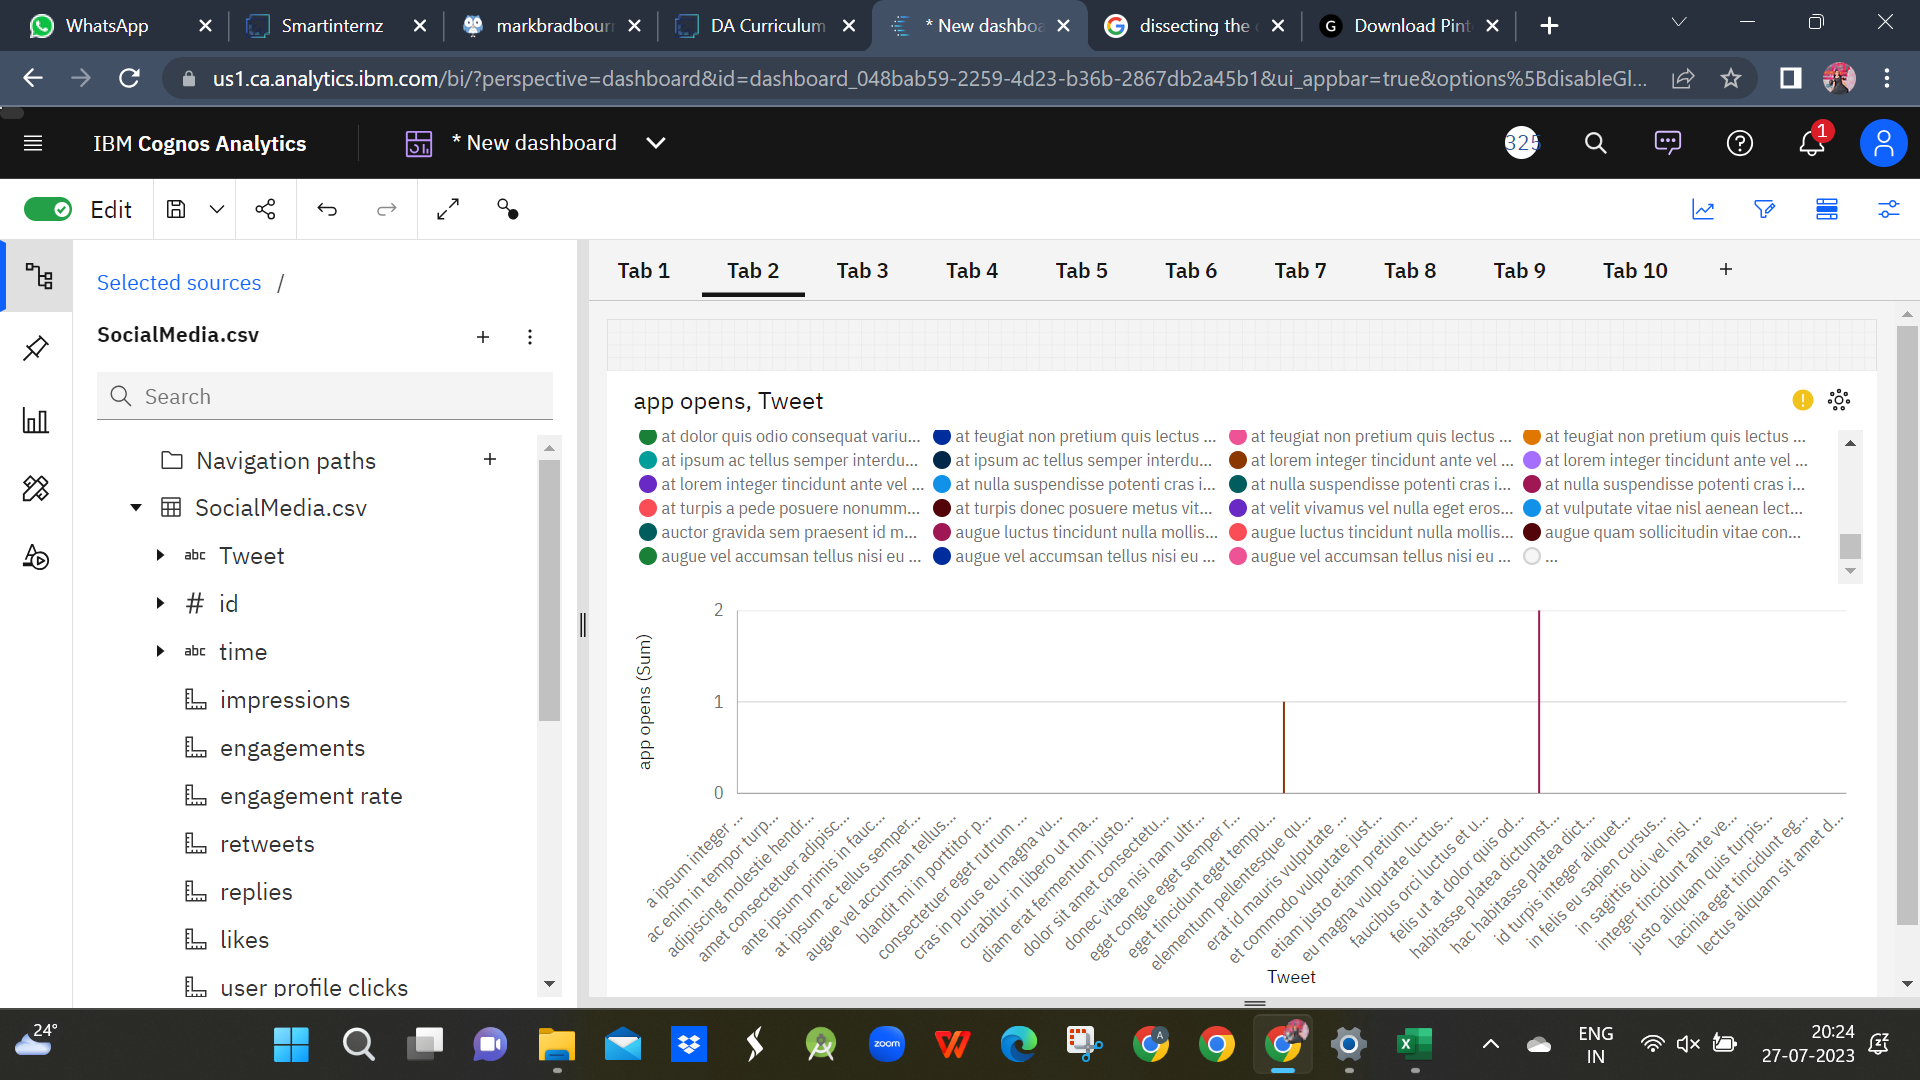 WhatsApp
Smartinternz
markbradbourn
DA Curriculum
* New dashboa
dissecting the
Download Pint
us1.ca.analytics.ibm.com/bi/?perspective=dashboard&id=dashboard_048bab59-2259-4d23-b36b-2867db2a45b1&ui_appbar=true&options%5BdisableGl...
IBM Cognos Analytics
* New dashboard
325
1
Edit
Selected sources /
SocialMedia.csv
Search
Navigation paths
SocialMedia.csv
abc Tweet
# id
abc time
impressions
engagements
engagement rate
retweets
replies
likes
user profile clicks
Tab 1 Tab 2 Tab 3 Tab 4 Tab 5 Tab 6 Tab 7 Tab 8 Tab 9 Tab 10 +
app opens, Tweet
at dolor quis odio consequat variu... at feugiat non pretium quis lectus ... at feugiat non pretium quis lectus ... at feugiat non pretium quis lectus ...
at ipsum ac tellus semper interdu... at ipsum ac tellus semper interdu... at lorem integer tincidunt ante vel ... at lorem integer tincidunt ante vel ...
at lorem integer tincidunt ante vel ... at nulla suspendisse potenti cras i... at nulla suspendisse potenti cras i... at nulla suspendisse potenti cras i...
at turpis a pede posuere nonumm... at turpis donec posuere metus vit... at velit vivamus vel nulla eget eros... at vulputate vitae nisl aenean lect...
auctor gravida sem praesent id m... augue luctus tincidunt nulla mollis... augue luctus tincidunt nulla mollis... augue quam sollicitudin vitae con...
augue vel accumsan tellus nisi eu ... augue vel accumsan tellus nisi eu ... augue vel accumsan tellus nisi eu ... ...
app opens (Sum)
2
1
0
a ipsum integer ...
ac enim in tempor turp...
adipiscing molestie hendr...
amet consectetuer adipisc...
ante ipsum primis in fauc...
at ipsum ac tellus semper...
augue vel accumsan tellus...
blandit mi in porttitor p...
consectetuer eget rutrum ...
cras in purus eu magna vu...
curabitur in libero ut ma...
diam erat fermentum justo...
dolor sit amet consectetu...
donec vitae nisi nam ultr...
eget congue eget semper r...
eget tincidunt eget tempu...
elementum pellentesque qu...
erat id mauris vulputate ...
et commodo vulputate just...
etiam justo etiam pretium...
eu magna vulputate luctus...
faucibus orci luctus et u...
felis ut at dolor quis od...
habitasse platea dictumst...
hac habitasse platea dict...
id turpis integer aliquet...
in felis eu sapien cursus...
in sagittis dui vel nisl ...
integer tincidunt ante ve...
justo aliquam quis turpis...
lacinia eget tincidunt eg...
lectus aliquam sit amet d...
Tweet
24°
zoom
ENG
IN
20:24
27-07-2023